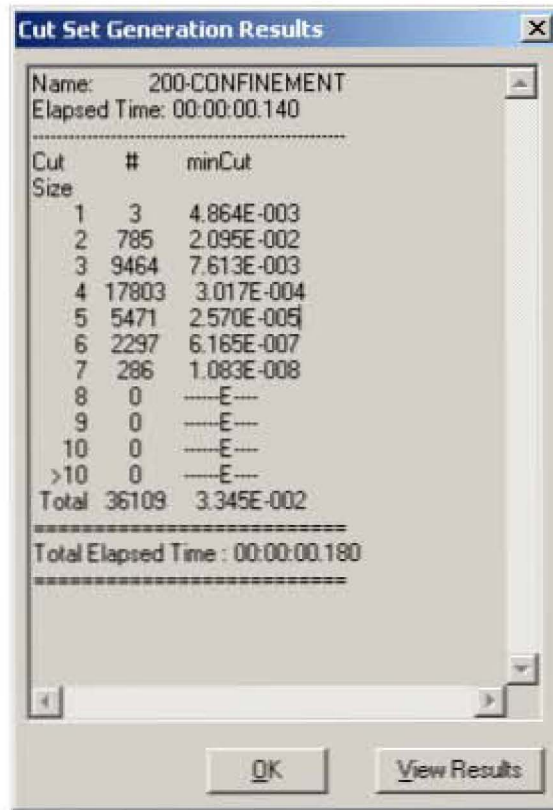 Cut Set Generation Results
Name: 200-CONFINEMENT
Elapsed Time: 00:00:00.140
---------------------------------------------
Cut # minCut
Size
1 3 4.864E-003
2 785 2.095E-002
3 9464 7.613E-003
4 17803 3.017E-004
5 5471 2.570E-005
6 2297 6.165E-007
7 286 1.083E-008
8 0 ------E----
9 0 ------E----
10 0 ------E----
>10 0 ------E----
Total 36109 3.345E-002
===========================
Total Elapsed Time : 00:00:00.180
===========================
OK View Results